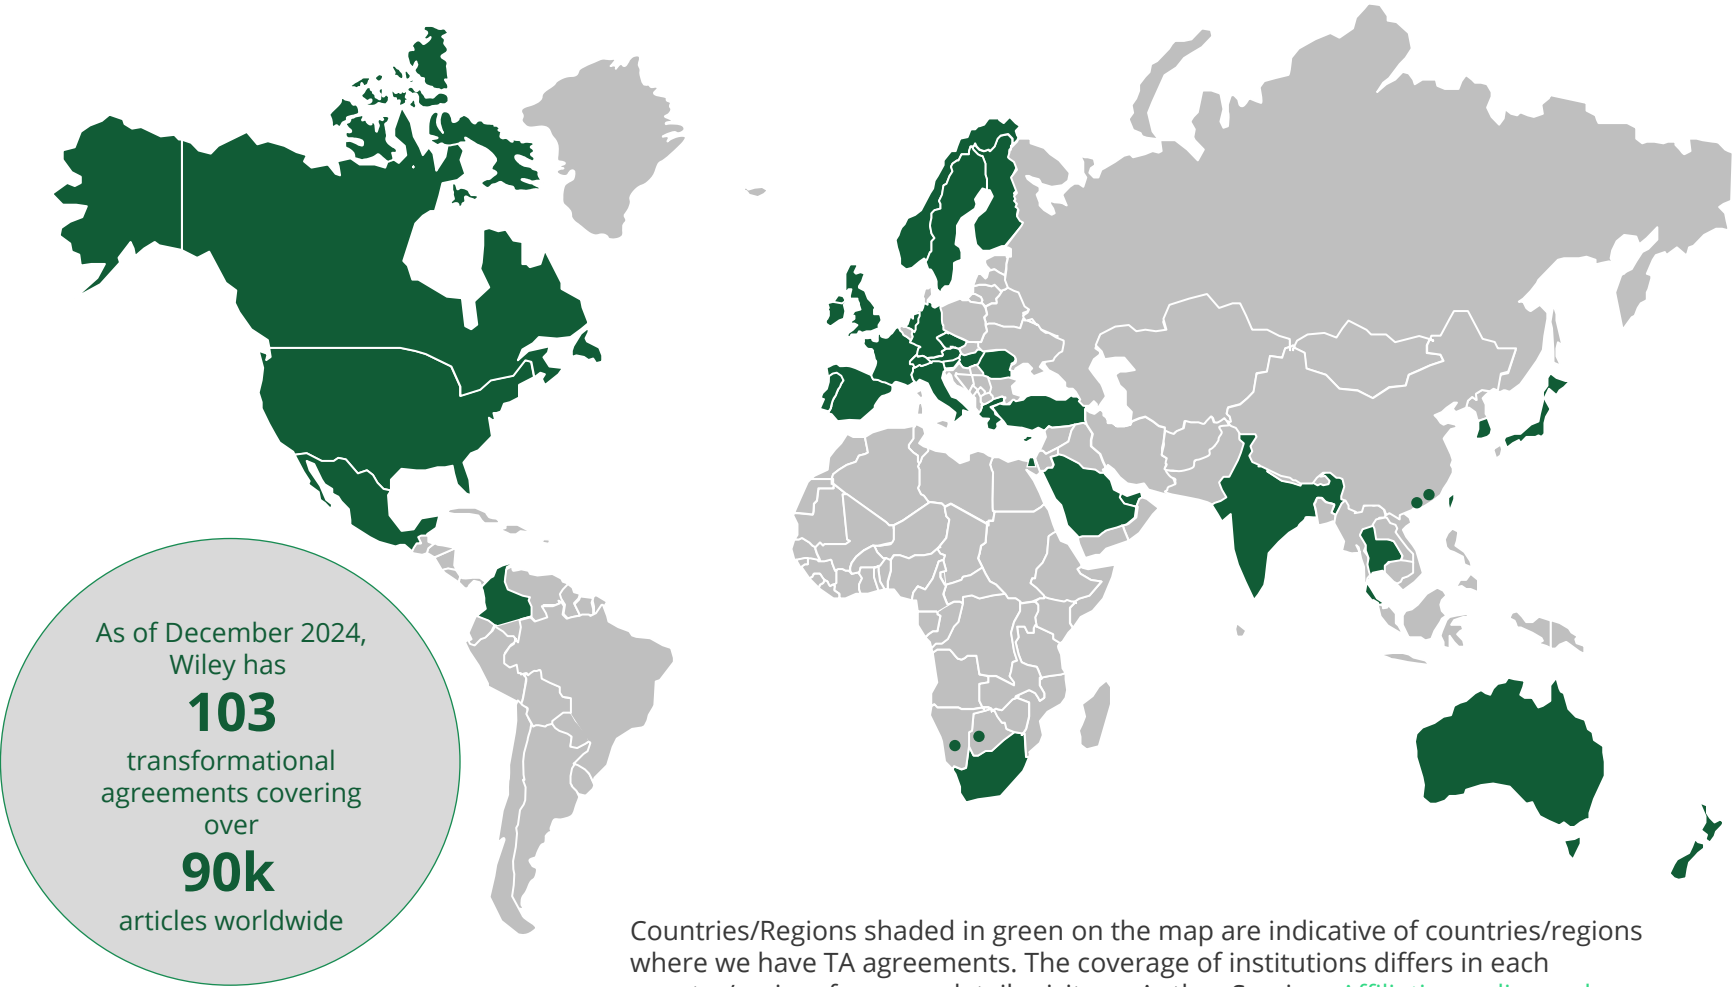 As of December 2024,
Wiley has
103
transformational
agreements covering
over
90k
articles worldwide
Countries/Regions shaded in green on the map are indicative of countries/regions
where we have TA agreements. The coverage of institutions differs in each